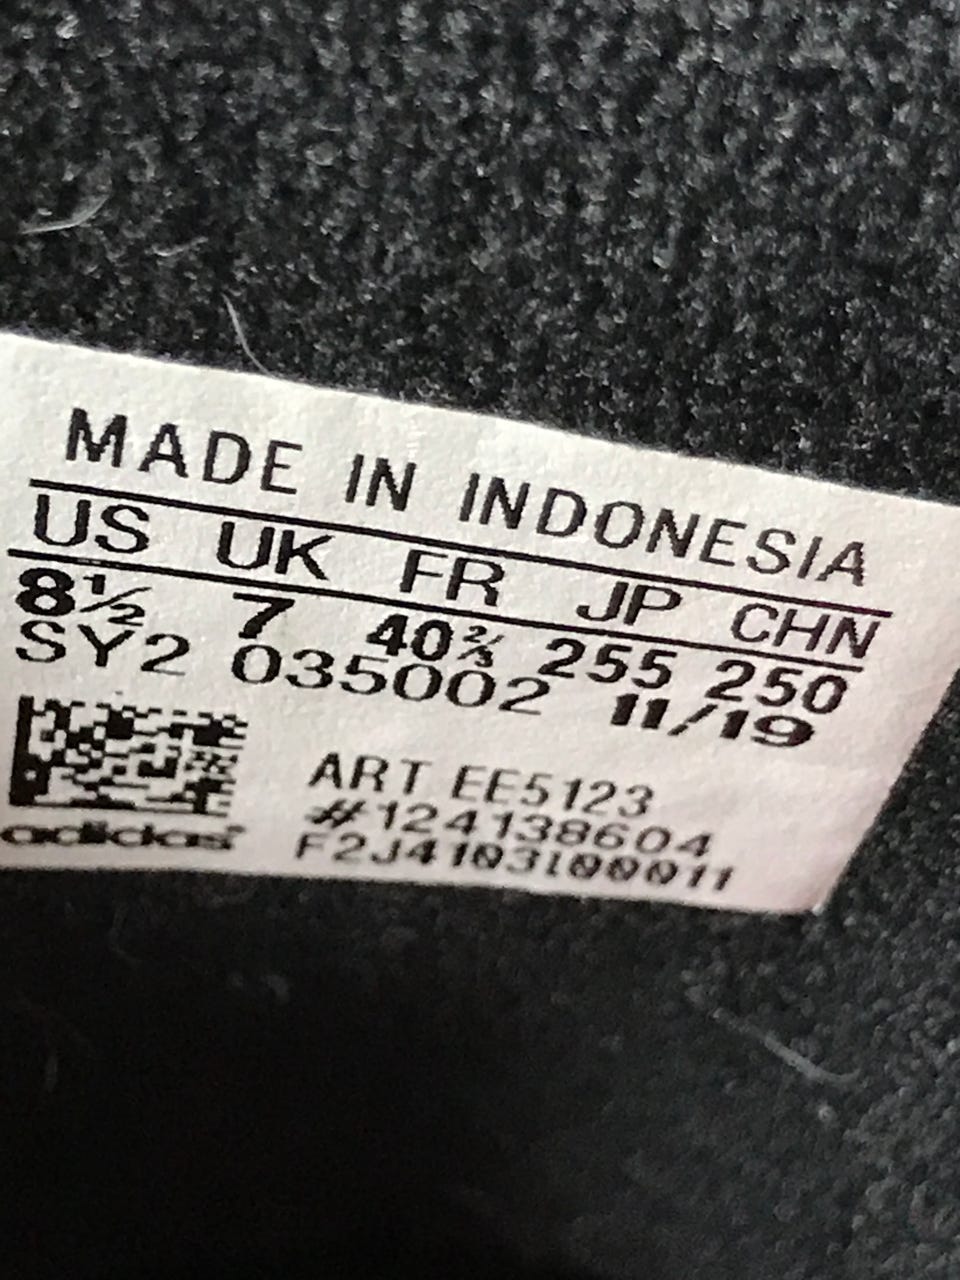 MADE IN INDONESIA
US UK FR JP CHN
8½ 7 40⅔ 255 250
SY2 035002 11/19
ART EE5123
#124138604
F2J4103100011
adidas